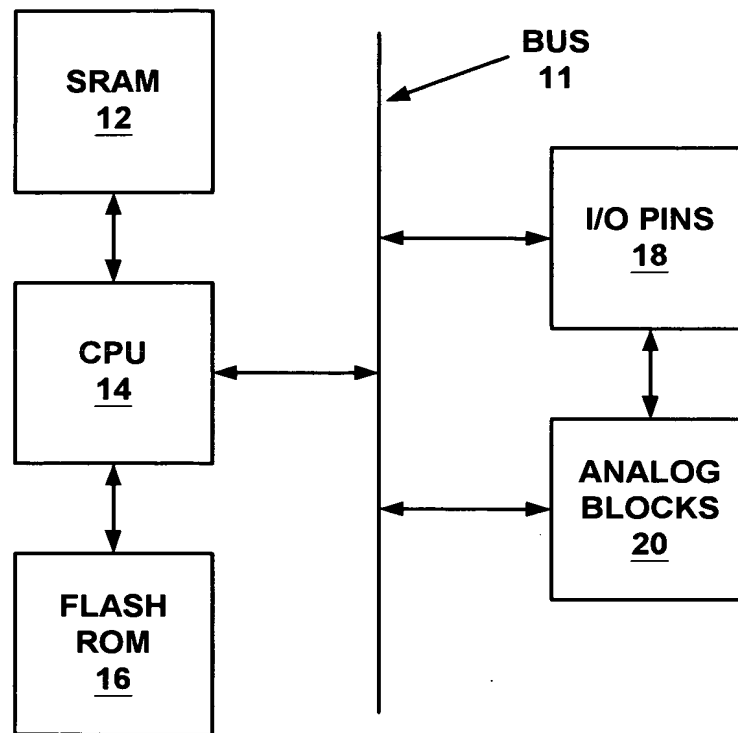 SRAM
12
BUS
11
I/O PINS
18
CPU
14
ANALOG
BLOCKS
20
FLASH
ROM
16